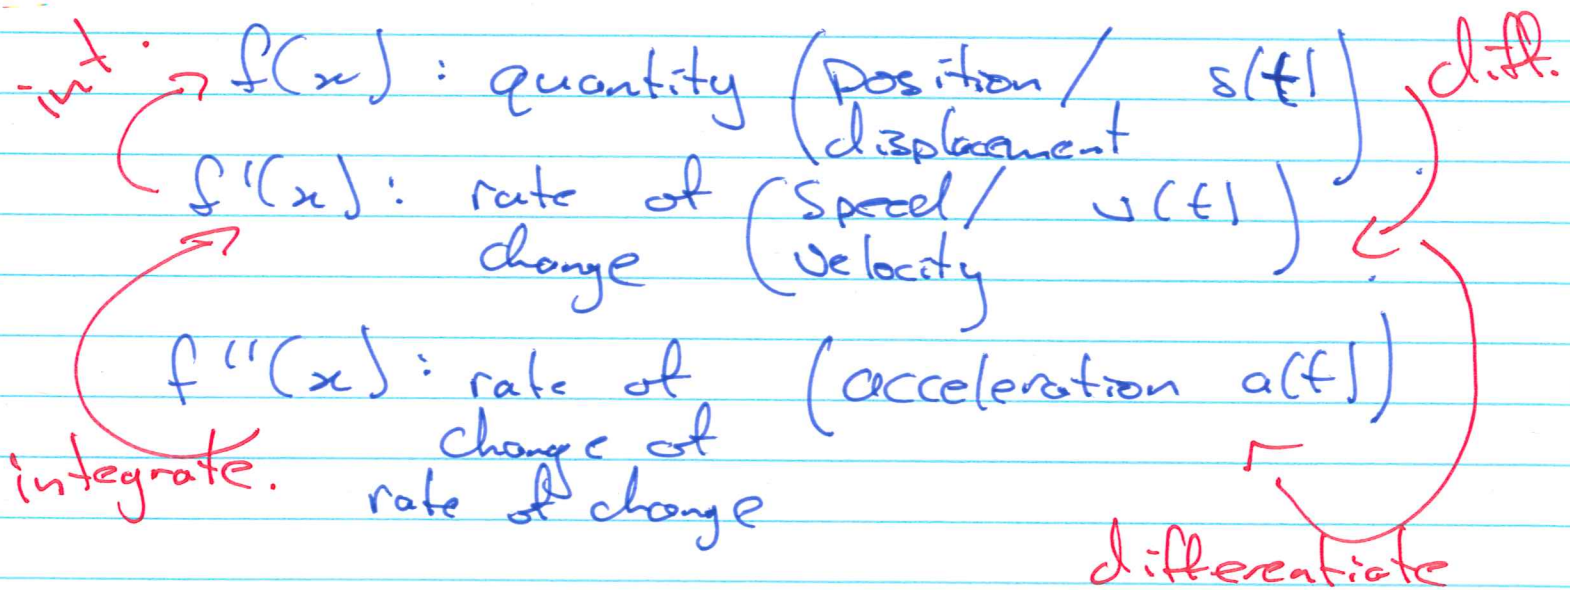 int. f(x) : quantity (position / s(t)) diff.
displacement
f'(x) : rate of (speed / v(t))
change velocity
f''(x) : rate of (acceleration a(t))
change of
integrate.
rate of change
differentiate